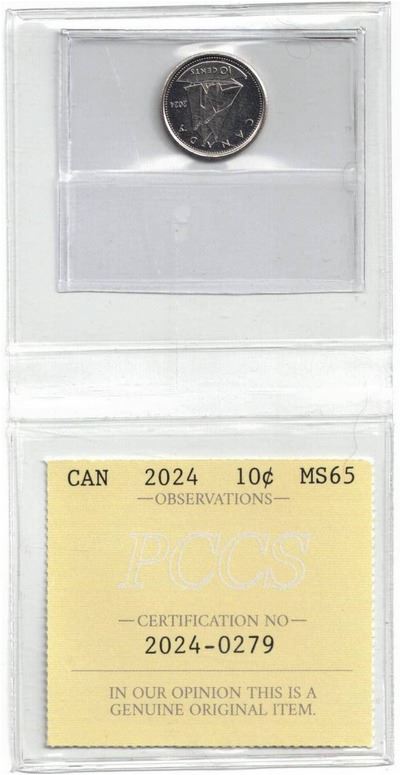 10 CENTS
2024
CANADA
CAN 2024 10¢ MS65
—OBSERVATIONS—
PCCS
—CERTIFICATION NO—
2024-0279
IN OUR OPINION THIS IS A
GENUINE ORIGINAL ITEM.